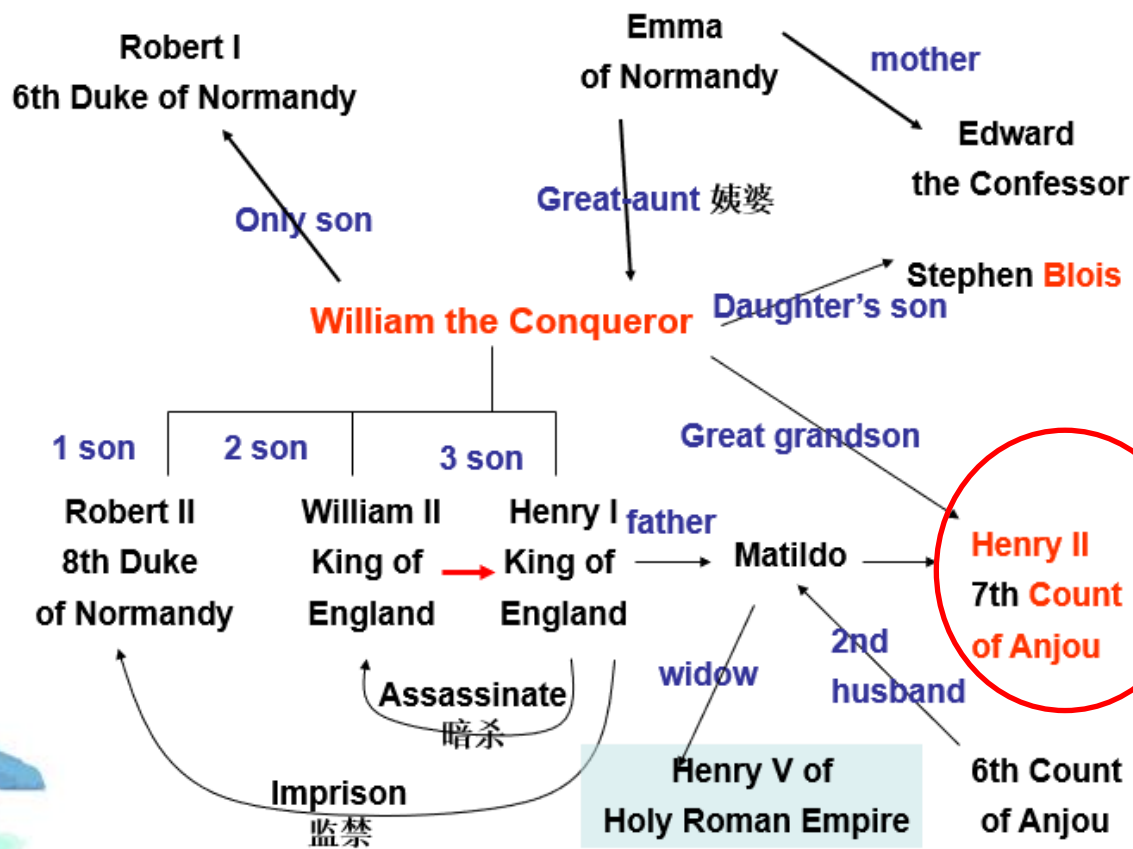 Robert I
6th Duke of Normandy
Emma
of Normandy
mother
Edward
the Confessor
Only son
Great-aunt 姨婆
Stephen Blois
Daughter's son
William the Conqueror
Great grandson
1 son
2 son
3 son
Robert II
8th Duke
of Normandy
William II
King of
England
Henry I
King of
England
father
Matildo
Henry II
7th Count
of Anjou
Assassinate
暗杀
widow
2nd
husband
Imprison
监禁
Henry V of
Holy Roman Empire
6th Count
of Anjou